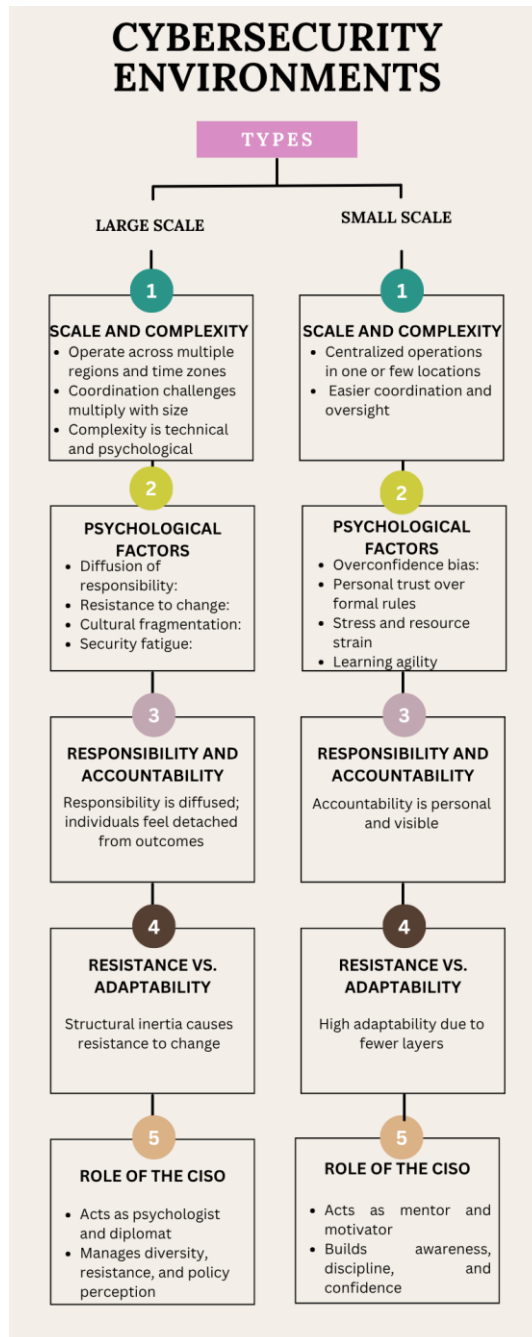 CYBERSECURITY
ENVIRONMENTS
TYPES
LARGE SCALE
1
SCALE AND COMPLEXITY
• Operate across multiple
regions and time zones
• Coordination challenges
multiply with size
• Complexity is technical
and psychological
2
PSYCHOLOGICAL
FACTORS
• Diffusion of
responsibility:
• Resistance to change:
• Cultural fragmentation:
• Security fatigue:
3
RESPONSIBILITY AND
ACCOUNTABILITY
Responsibility is diffused;
individuals feel detached
from outcomes
4
RESISTANCE VS.
ADAPTABILITY
Structural inertia causes
resistance to change
5
ROLE OF THE CISO
• Acts as psychologist
and diplomat
• Manages diversity,
resistance, and policy
perception
SMALL SCALE
1
SCALE AND COMPLEXITY
• Centralized operations
in one or few locations
• Easier coordination and
oversight
2
PSYCHOLOGICAL
FACTORS
• Overconfidence bias:
• Personal trust over
formal rules
• Stress and resource
strain
• Learning agility
3
RESPONSIBILITY AND
ACCOUNTABILITY
Accountability is personal
and visible
4
RESISTANCE VS.
ADAPTABILITY
High adaptability due to
fewer layers
5
ROLE OF THE CISO
• Acts as mentor and
motivator
• Builds awareness,
discipline, and
confidence